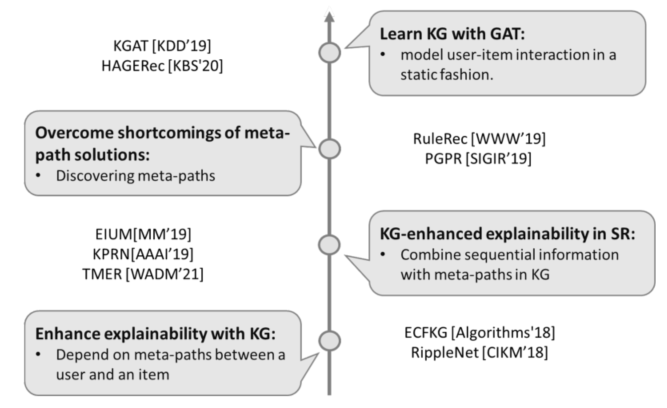 KGAT [KDD'19]
HAGERec [KBS'20]
Learn KG with GAT:
• model user-item interaction in a
static fashion.
Overcome shortcomings of meta-
path solutions:
• Discovering meta-paths
RuleRec [WWW'19]
PGPR [SIGIR'19]
EIUM[MM'19]
KPRN[AAAI'19]
TMER [WADM'21]
KG-enhanced explainability in SR:
• Combine sequential information
with meta-paths in KG
Enhance explainability with KG:
• Depend on meta-paths between a
user and an item
ECFKG [Algorithms'18]
RippleNet [CIKM'18]